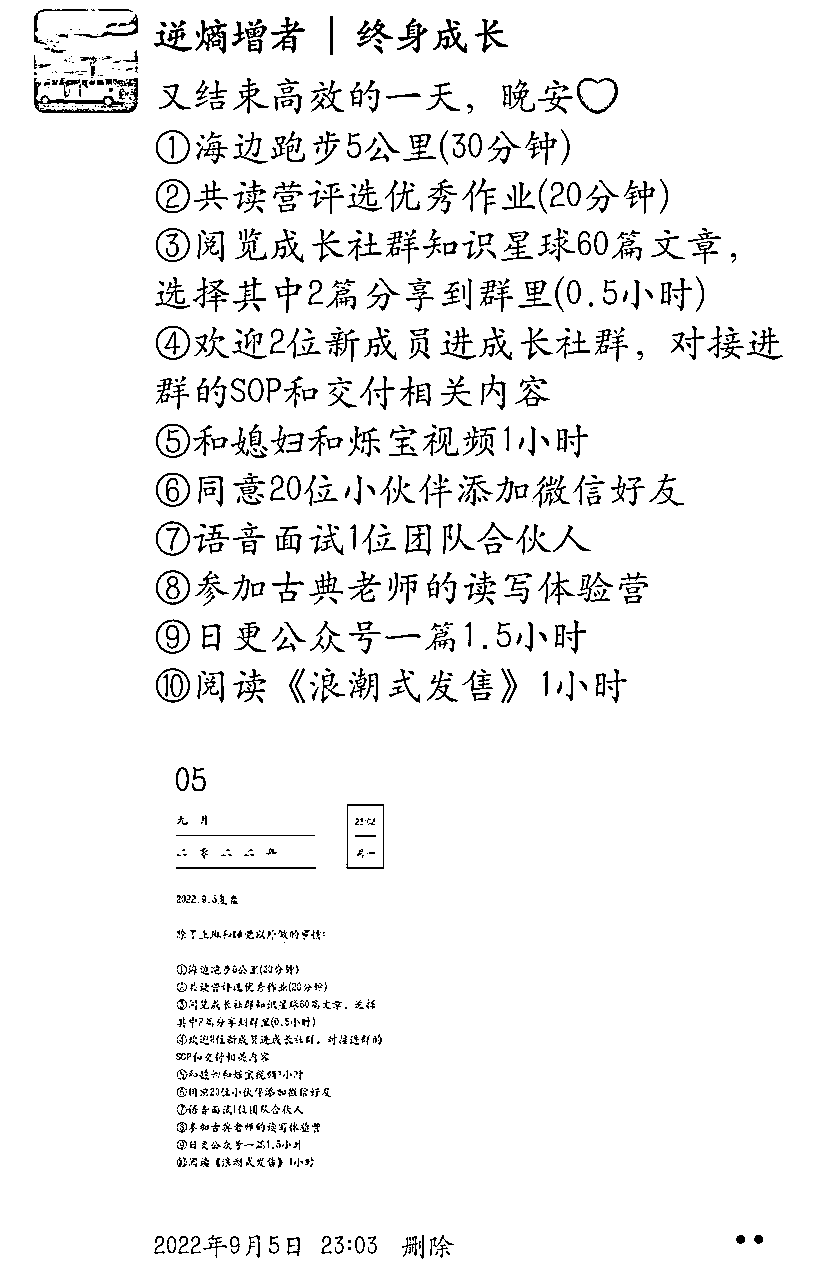 逆熵增者 | 终身成长
又结束高效的一天，晚安♡
①海边跑步5公里(30分钟)
②共读营评选优秀作业(20分钟)
③阅览成长社群知识星球60篇文章，
选择其中2篇分享到群里(0.5小时)
④欢迎2位新成员进成长社群，对接进
群的SOP和交付相关内容
⑤和媳妇和烁宝视频1小时
⑥同意20位小伙伴添加微信好友
⑦语音面试1位团队合伙人
⑧参加古典老师的读写体验营
⑨日更公众号一篇1.5小时
⑩阅读《浪潮式发售》1小时
05
九月
二零二二年
周一
2022.9.5复盘
除了上班和睡觉以外做的事情：
①海边跑步5公里(30分钟)
②共读营评选优秀作业(20分钟)
③阅览成长社群知识星球60篇文章，选择
其中2篇分享到群里(0.5小时)
④欢迎2位新成员进成长社群，对接进群的
SOP和交付相关内容
⑤和媳妇和烁宝视频1小时
⑥同意20位小伙伴添加微信好友
⑦语音面试1位团队合伙人
⑧参加古典老师的读写体验营
⑨日更公众号一篇1.5小时
⑩阅读《浪潮式发售》1小时
2022年9月5日 23:03 删除